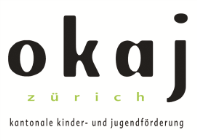 okaj
zürich
kantonale kinder- und jugendförderung